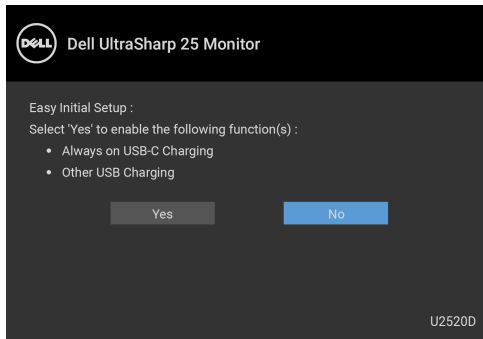 DELL Dell UltraSharp 25 Monitor
Easy Initial Setup :
Select 'Yes' to enable the following function(s) :
• Always on USB-C Charging
• Other USB Charging
Yes No
U2520D